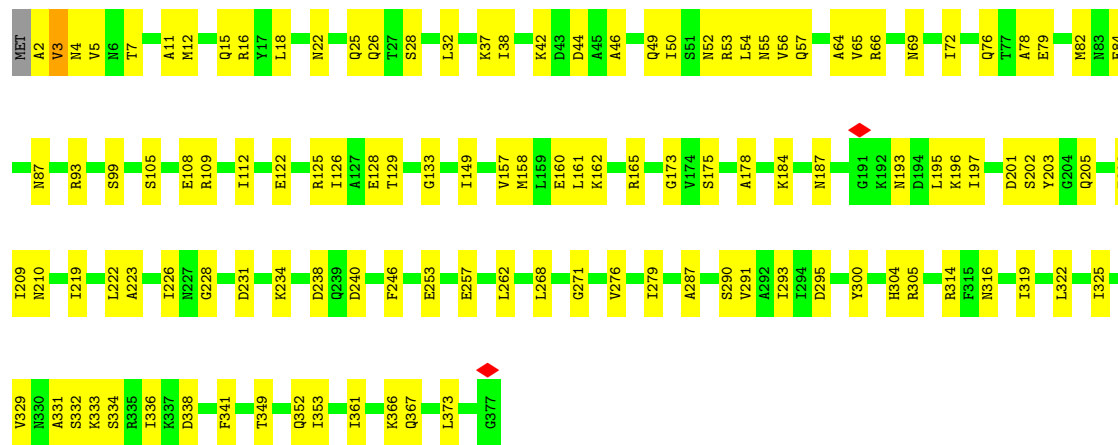 MET A2 V3 N4 V5 N6 T7 A11 M12 Q15 R16 Y17 L18 N22 Q25 Q26 T27 S28 L32 K37 I38 K42 D43 D44 A45 A46 Q49 I50 S51 N52 R53 L54 N55 V56 Q57 A64 V65 R66 N69 I72 Q76 T77 A78 E79 M82 N83
N87 R93 S99 S105 E108 R109 I112 E122 R125 I126 A127 E128 T129 G133 I149 V157 M158 L159 E160 L161 K162 R165 G173 V174 S175 A178 K184 N187 G191 K192 N193 D194 L195 K196 I197 D201 S202 Y203 G204 Q205
I209 N210 I219 L222 A223 I226 N227 G228 D231 K234 D238 Q239 D240 F246 E253 E257 L262 L268 G271 V276 I279 A287 S290 V291 A292 I293 I294 D295 Y300 H304 R305 R314 F315 N316 I319 L322 I325
V329 N330 A331 S332 K333 S334 R335 I336 K337 D338 F341 T349 Q352 I353 I361 K366 Q367 L373 G377